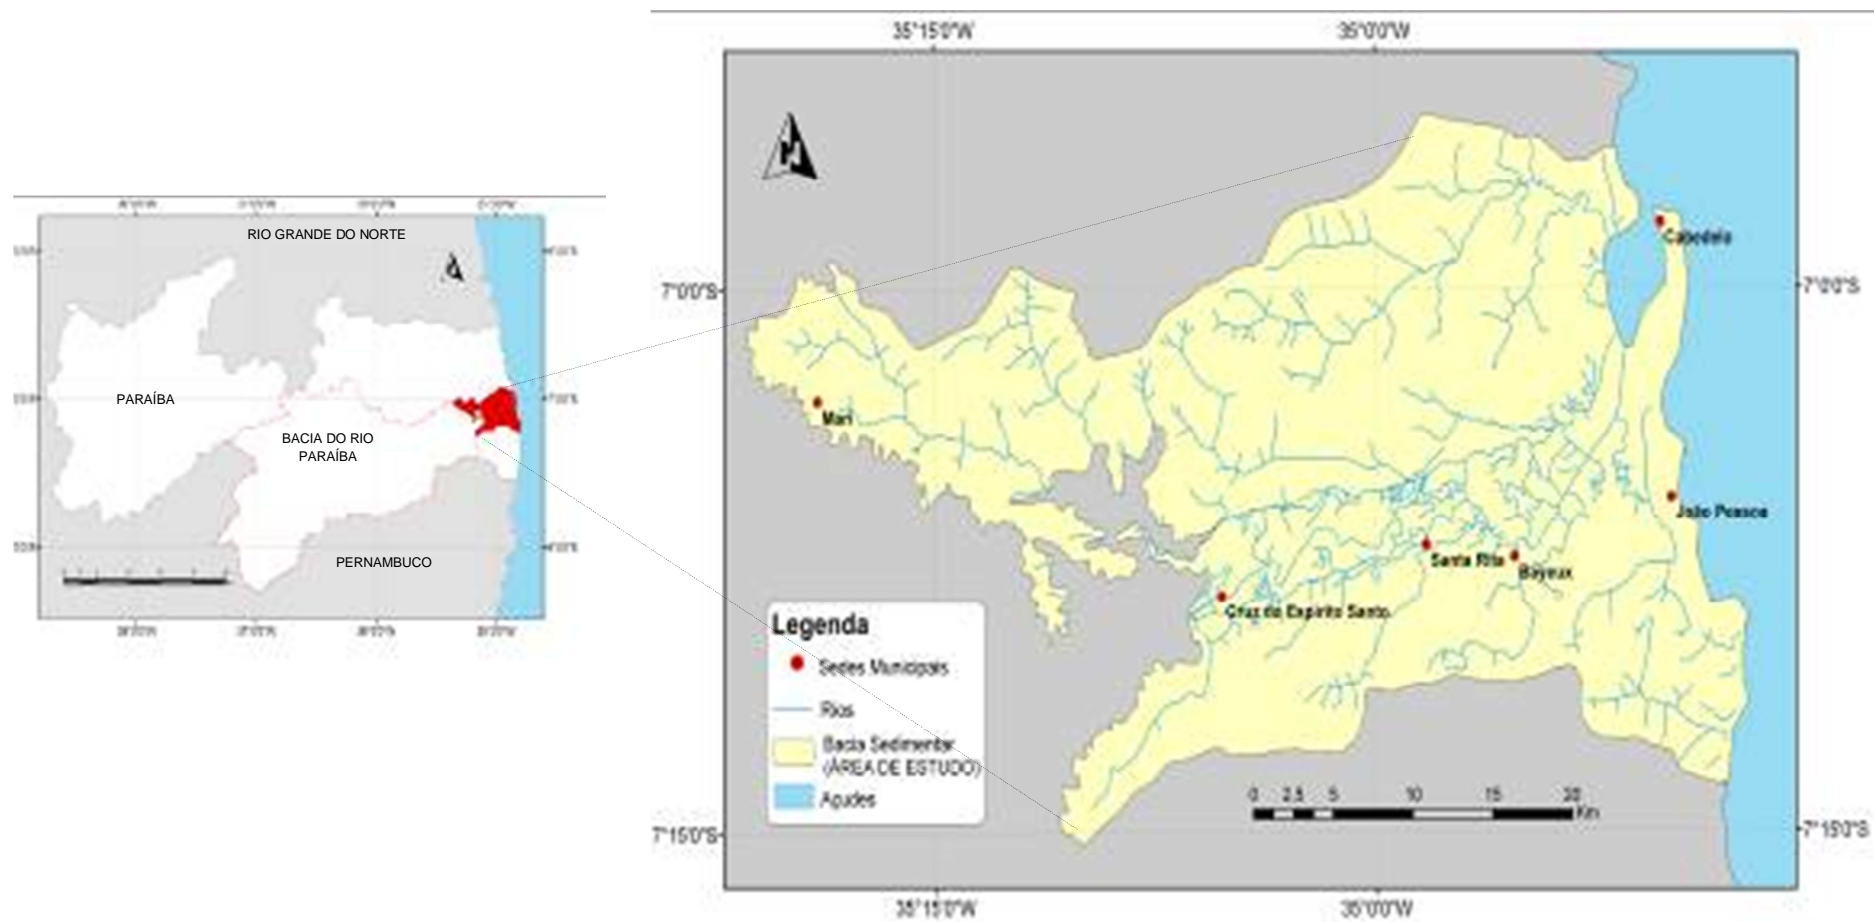 RIO GRANDE DO NORTE
PARAÍBA
BACIA DO RIO
PARAÍBA
PERNAMBUCO
35°15'0"W
35°0'0"W
N
7°0'0"S
7°0'0"S
Cabedelo
Mari
João Pessoa
Santa Rita
Bayeux
Cruz do Espírito Santo
Legenda
Sedes Municipais
Rios
Bacia Sedimentar
(ÁREA DE ESTUDO)
Açudes
0 2.5 5 10 15 20
Km
7°15'0"S
7°15'0"S
35°15'0"W
35°0'0"W